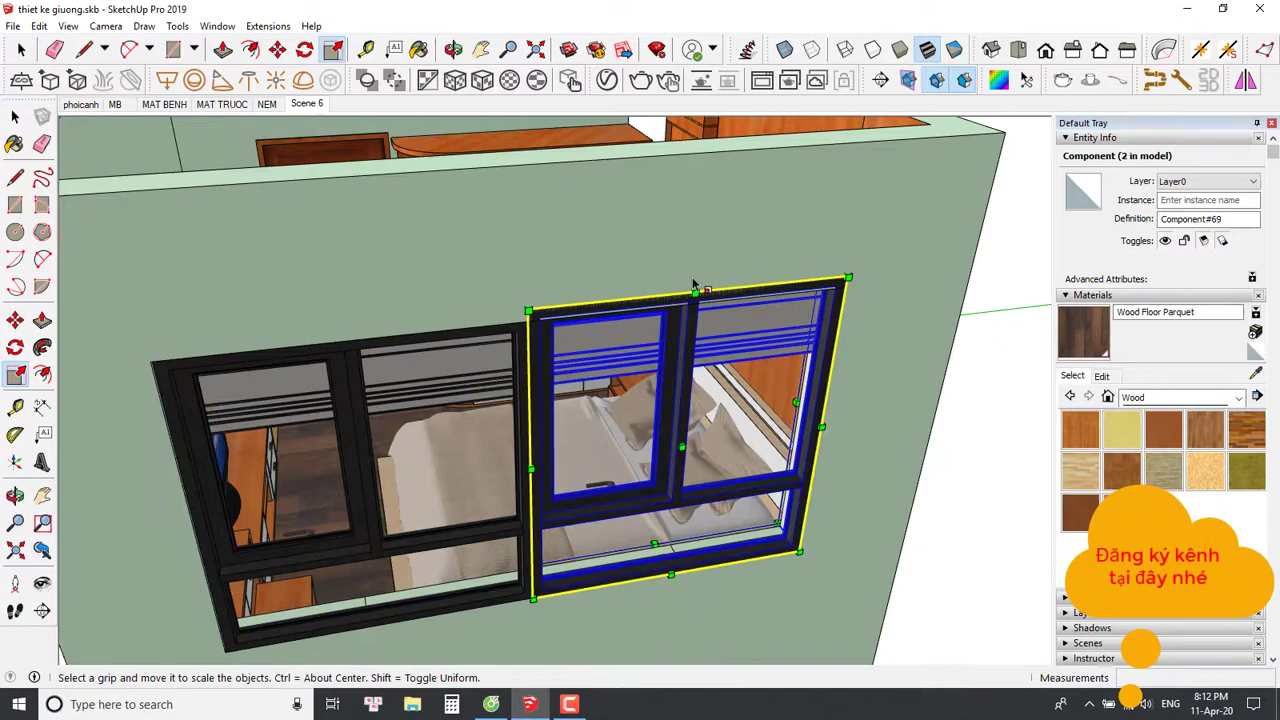 thiet ke giuong.skb - SketchUp Pro 2019
File Edit View Camera Draw Tools Window Extensions Help
phoicanh MB MAT BENH MAT TRUOC NEM Scene 6
Default Tray
Entity Info
Component (2 in model)
Layer: Layer0
Instance: Enter instance name
Definition: Component#69
Toggles:
Advanced Attributes:
Materials
Wood Floor Parquet
Select Edit
Wood
Đăng ký kênh
tại đây nhé
Shadows
Scenes
Instructor
Select a grip and move it to scale the objects. Ctrl = About Center. Shift = Toggle Uniform.
Measurements
Type here to search
ENG
8:12 PM
11-Apr-20